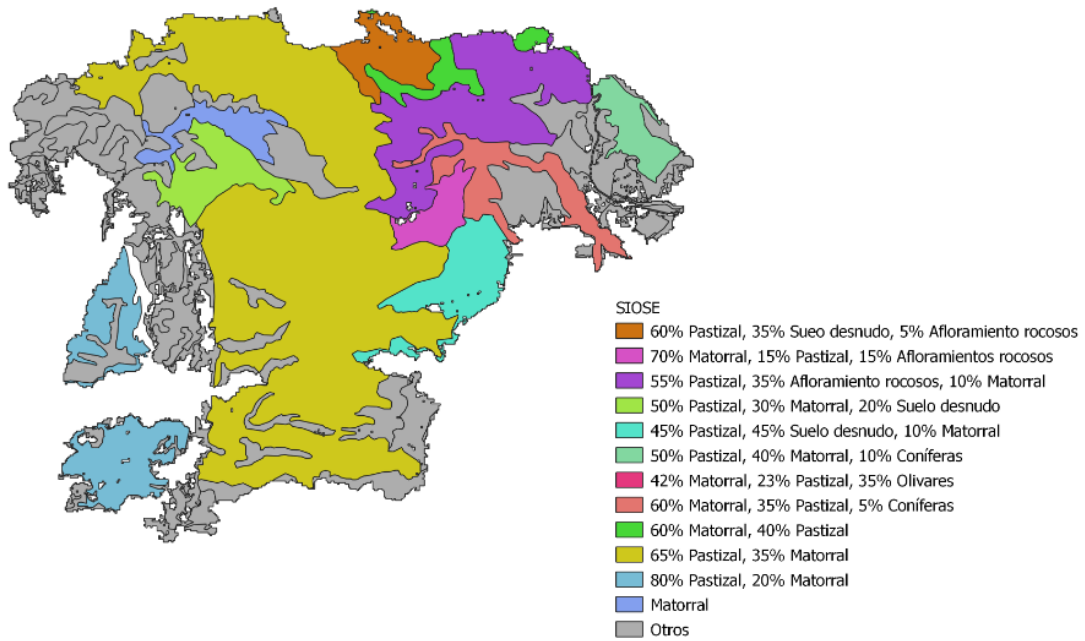 SIOSE
60% Pastizal, 35% Sueo desnudo, 5% Afloramiento rocosos
70% Matorral, 15% Pastizal, 15% Afloramientos rocosos
55% Pastizal, 35% Afloramiento rocosos, 10% Matorral
50% Pastizal, 30% Matorral, 20% Suelo desnudo
45% Pastizal, 45% Suelo desnudo, 10% Matorral
50% Pastizal, 40% Matorral, 10% Coníferas
42% Matorral, 23% Pastizal, 35% Olivares
60% Matorral, 35% Pastizal, 5% Coníferas
60% Matorral, 40% Pastizal
65% Pastizal, 35% Matorral
80% Pastizal, 20% Matorral
Matorral
Otros